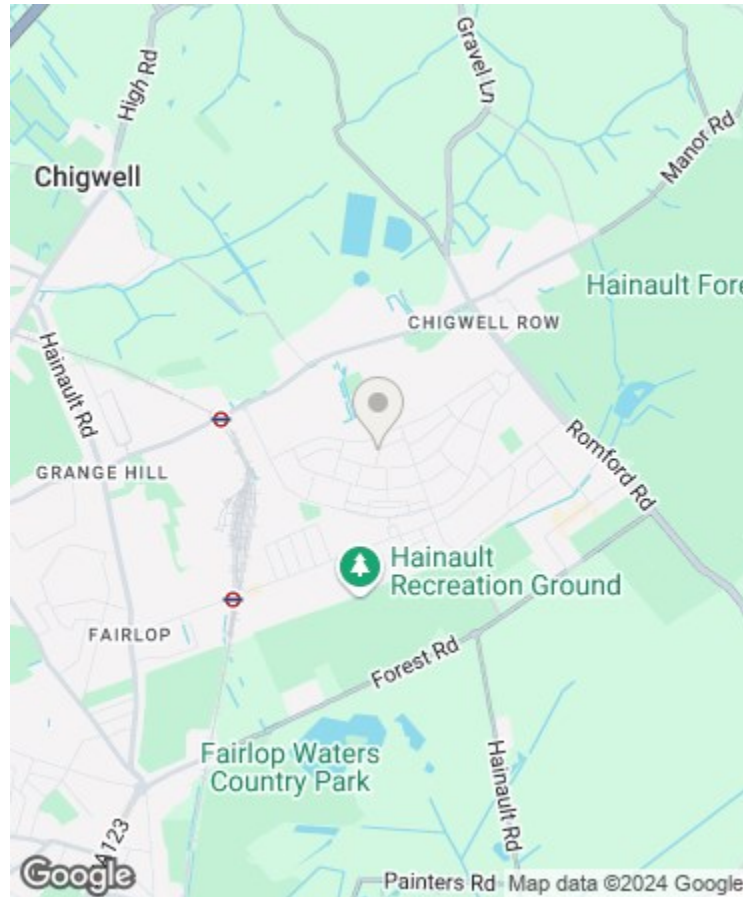 High Rd
Gravel Ln
Manor Rd
Chigwell
Hainault Fore
CHIGWELL ROW
Hainault Rd
Romford Rd
GRANGE HILL
Hainault
Recreation Ground
FAIRLOP
Forest Rd
Fairlop Waters
Country Park
Hainault Rd
A123
Google
Painters Rd
Map data ©2024 Google